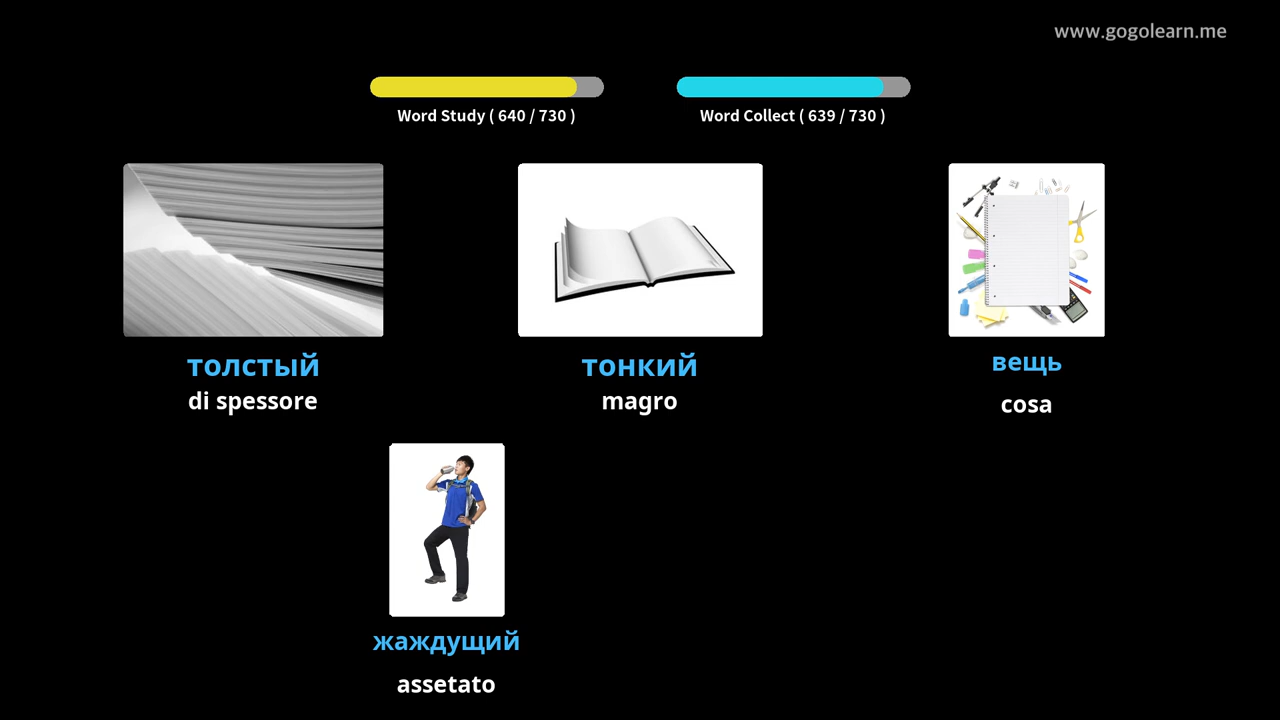 www.gogolearn.me
Word Study ( 640 / 730 )
Word Collect ( 639 / 730 )
толстый
di spessore
тонкий
magro
вещь
cosa
жаждущий
assetato